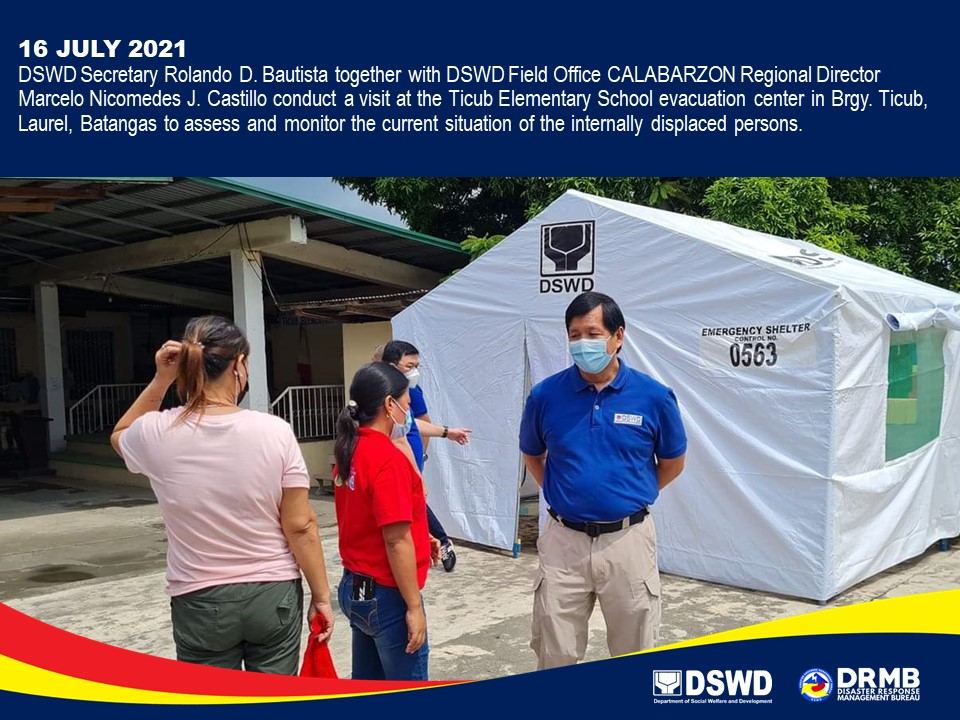 16 JULY 2021
DSWD Secretary Rolando D. Bautista together with DSWD Field Office CALABARZON Regional Director
Marcelo Nicomedes J. Castillo conduct a visit at the Ticub Elementary School evacuation center in Brgy. Ticub,
Laurel, Batangas to assess and monitor the current situation of the internally displaced persons.
DSWD
EMERGENCY SHELTER
CONTROL NO.
0563
DSWD
DSWD
Department of Social Welfare and Development
DRMB
DISASTER RESPONSE
MANAGEMENT BUREAU